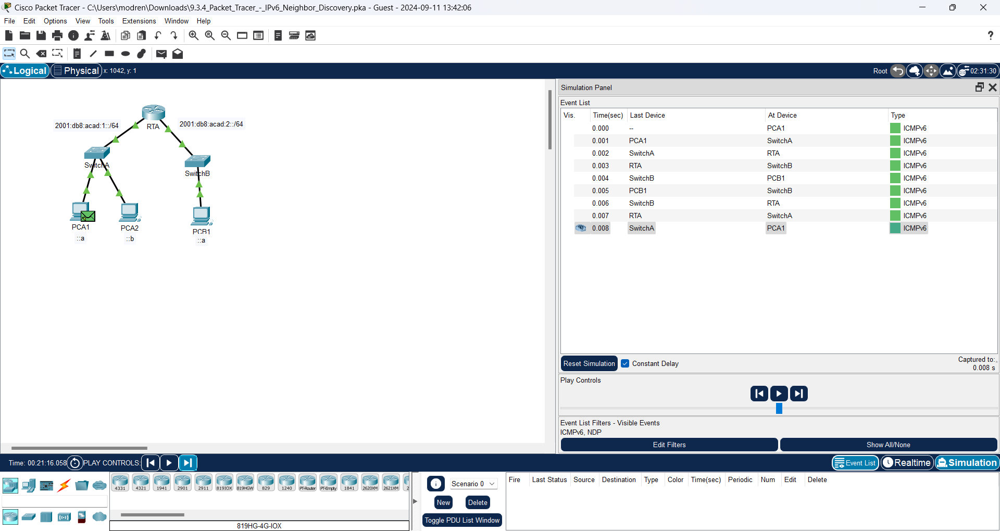 Cisco Packet Tracer - C:\Users\modren\Downloads\9.3.4_Packet_Tracer_-_IPv6_Neighbor_Discovery.pka - Guest - 2024-09-11 13:42:06
File Edit Options View Tools Extensions Window Help
?
Logical Physical x: 1042, y: 1 Root 02:31:30
Simulation Panel
Event List
Vis. Time(sec) Last Device At Device Type
0.000 -- PCA1 ICMPv6
0.001 PCA1 SwitchA ICMPv6
0.002 SwitchA RTA ICMPv6
0.003 RTA SwitchB ICMPv6
0.004 SwitchB PCB1 ICMPv6
0.005 PCB1 SwitchB ICMPv6
0.006 SwitchB RTA ICMPv6
0.007 RTA SwitchA ICMPv6
0.008 SwitchA PCA1 ICMPv6
2001:db8:acad:1::/64
RTA
2001:db8:acad:2::/64
SwitchA
SwitchB
PCA1
PCA2
PCB1
::a
::b
::a
Reset Simulation Constant Delay
Captured to:
0.008 s
Play Controls
Event List Filters - Visible Events
ICMPv6, NDP
Edit Filters Show All/None
Time: 00:21:16.058 PLAY CONTROLS: Event List Realtime Simulation
4331 4321 1941 2901 2911 819IOX 819HGW 829 1240 PT-Router PT-Empty 1841 2620XM 2621XM 2
819HG-4G-IOX
Scenario 0
New Delete
Toggle PDU List Window
Fire Last Status Source Destination Type Color Time(sec) Periodic Num Edit Delete